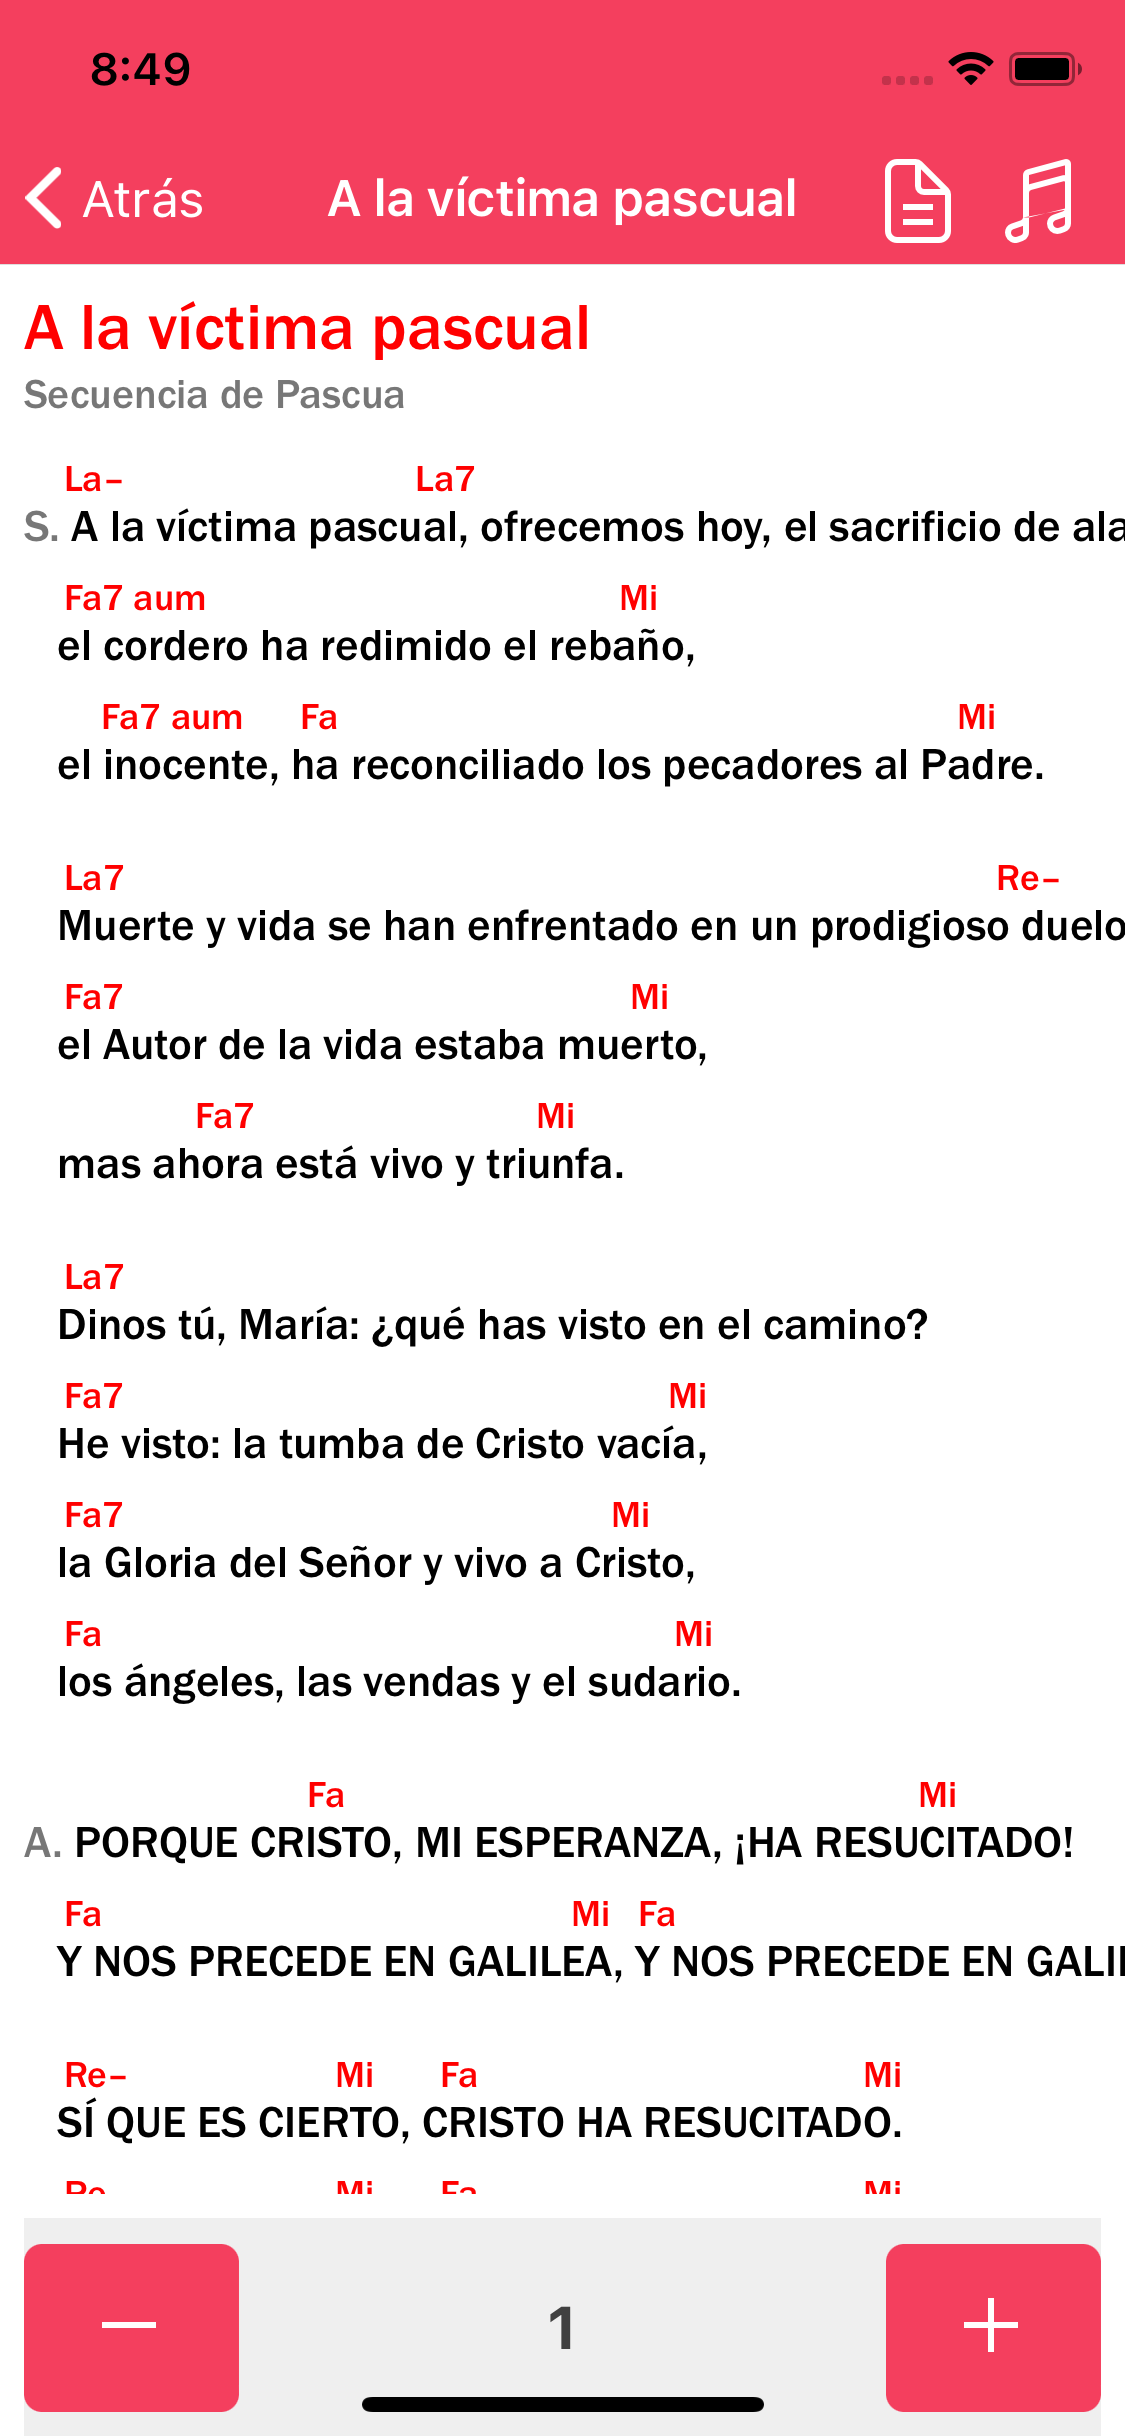 8:49
Atrás
A la víctima pascual
A la víctima pascual
Secuencia de Pascua
La– La7
S. A la víctima pascual, ofrecemos hoy, el sacrificio de
Fa7 aum Mi
el cordero ha redimido el rebaño,
Fa7 aum Fa Mi
el inocente, ha reconciliado los pecadores al Padre.
La7 Re–
Muerte y vida se han enfrentado en un prodigioso duelo
Fa7 Mi
el Autor de la vida estaba muerto,
Fa7 Mi
mas ahora está vivo y triunfa.
La7
Dinos tú, María: ¿qué has visto en el camino?
Fa7 Mi
He visto: la tumba de Cristo vacía,
Fa7 Mi
la Gloria del Señor y vivo a Cristo,
Fa Mi
los ángeles, las vendas y el sudario.
Fa Mi
A. PORQUE CRISTO, MI ESPERANZA, ¡HA RESUCITADO!
Fa Mi Fa
Y NOS PRECEDE EN GALILEA, Y NOS PRECEDE EN
Re– Mi Fa Mi
SÍ QUE ES CIERTO, CRISTO HA RESUCITADO.
Mi Fa Mi
1